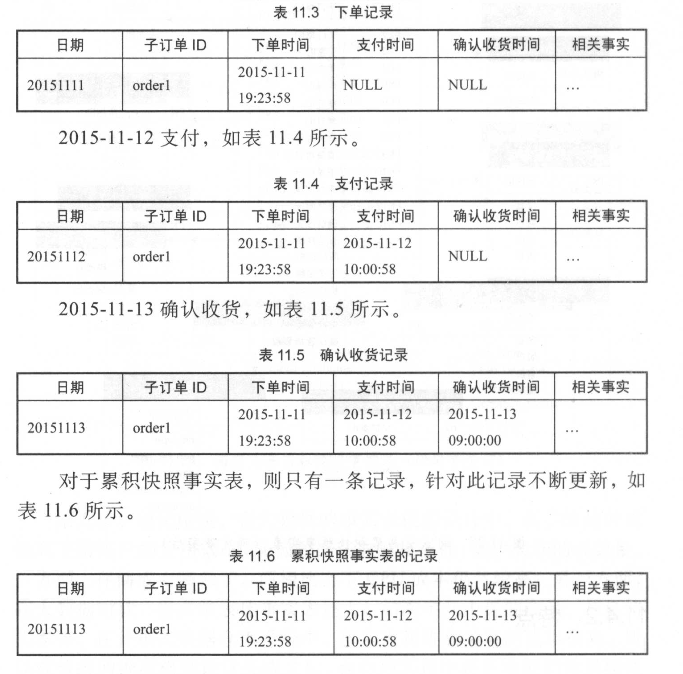 表 11.3 下单记录
日期 子订单 ID 下单时间 支付时间 确认收货时间 相关事实
20151111 order1 2015-11-11 19:23:58 NULL NULL …
2015-11-12 支付，如表 11.4 所示。
表 11.4 支付记录
日期 子订单 ID 下单时间 支付时间 确认收货时间 相关事实
20151112 order1 2015-11-11 19:23:58 2015-11-12 10:00:58 NULL …
2015-11-13 确认收货，如表 11.5 所示。
表 11.5 确认收货记录
日期 子订单 ID 下单时间 支付时间 确认收货时间 相关事实
20151113 order1 2015-11-11 19:23:58 2015-11-12 10:00:58 2015-11-13 09:00:00 …
对于累积快照事实表，则只有一条记录，针对此记录不断更新，如
表 11.6 所示。
表 11.6 累积快照事实表的记录
日期 子订单 ID 下单时间 支付时间 确认收货时间 相关事实
20151113 order1 2015-11-11 19:23:58 2015-11-12 10:00:58 2015-11-13 09:00:00 …